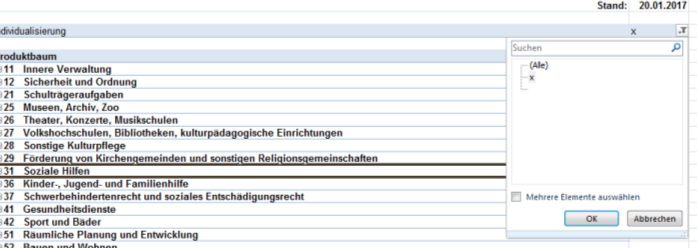 Stand: 20.01.2017
dividualisierung x
roduktbaum
11 Innere Verwaltung
12 Sicherheit und Ordnung
21 Schulträgeraufgaben
25 Museen, Archiv, Zoo
26 Theater, Konzerte, Musikschulen
27 Volkshochschulen, Bibliotheken, kulturpädagogische Einrichtungen
28 Sonstige Kulturpflege
29 Förderung von Kirchengemeinden und sonstigen Religionsgemeinschaften
31 Soziale Hilfen
36 Kinder-, Jugend- und Familienhilfe
37 Schwerbehindertenrecht und soziales Entschädigungsrecht
41 Gesundheitsdienste
42 Sport und Bäder
51 Räumliche Planung und Entwicklung
52 Bauen und Wohnen
Suchen
(Alle)
x
Mehrere Elemente auswählen
OK Abbrechen